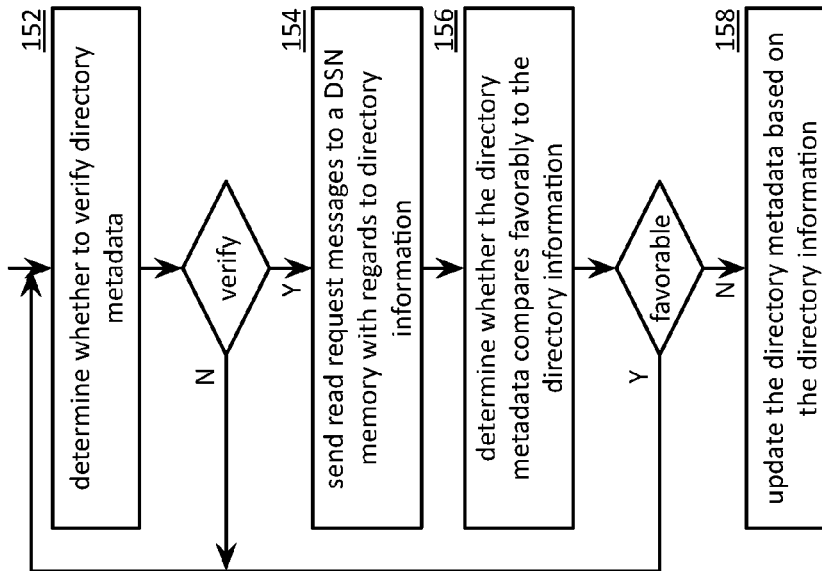 152
determine whether to verify directory
metadata
verify
N
Y
154
send read request messages to a DSN
memory with regards to directory
information
156
determine whether the directory
metadata compares favorably to the
directory information
favorable
Y
N
158
update the directory metadata based on
the directory information